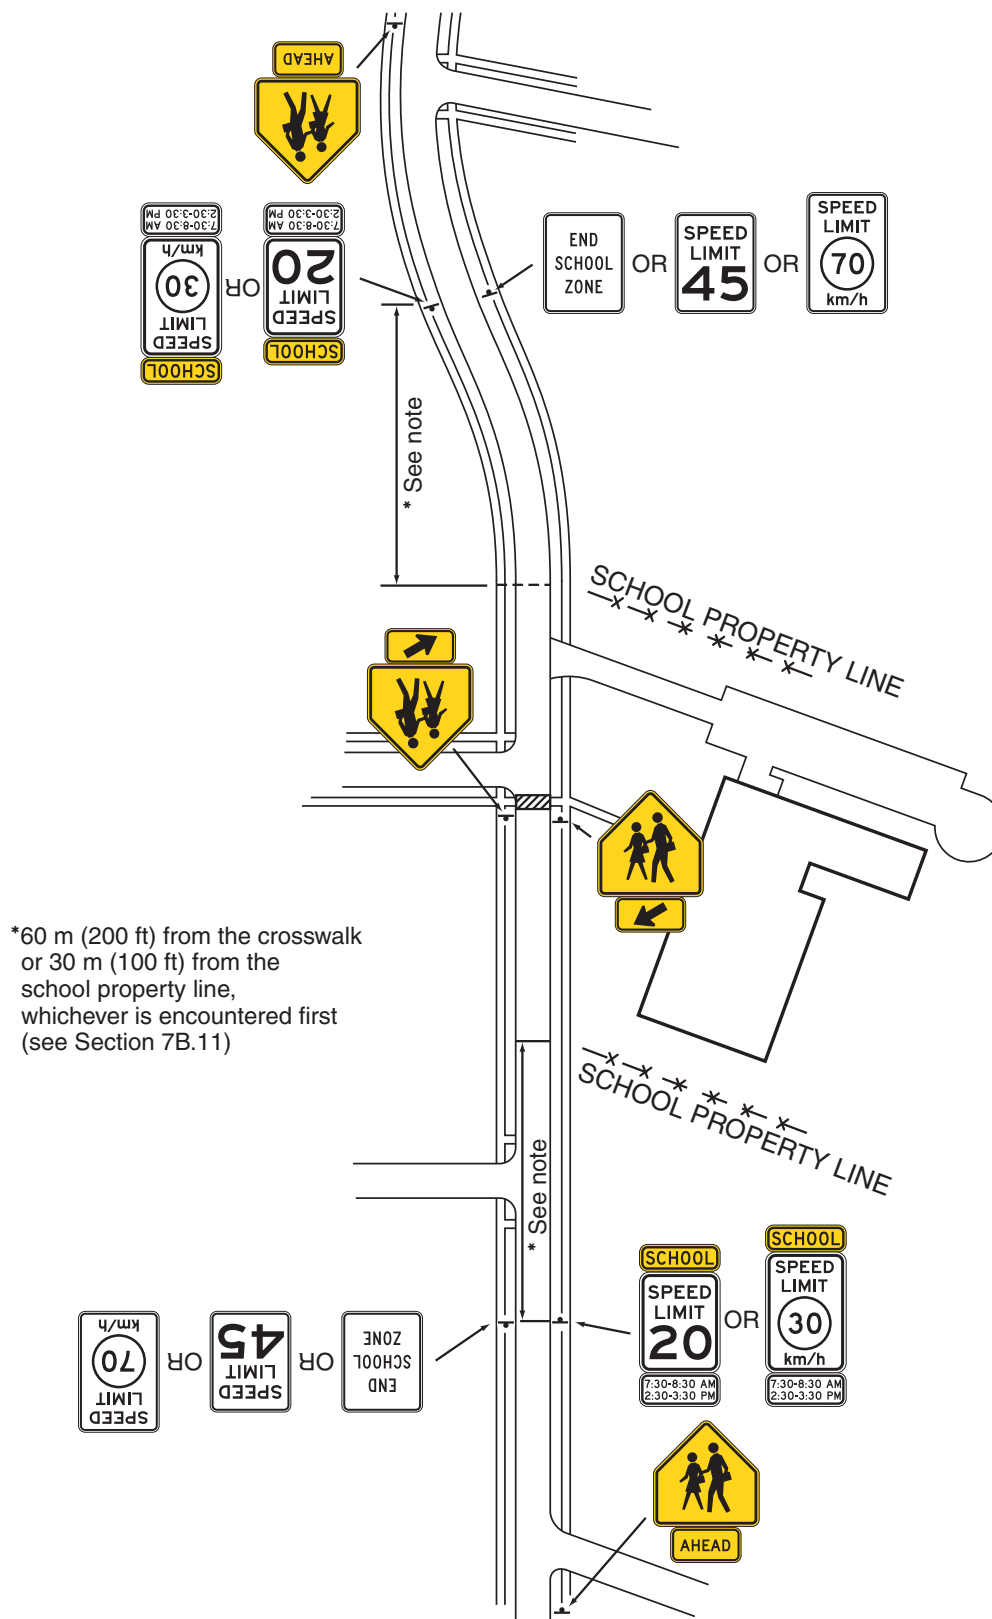 AHEAD
SCHOOL
SPEED
LIMIT
30
km/h
7:30-8:30 AM
2:30-3:30 PM
OR
SCHOOL
SPEED
LIMIT
20
7:30-8:30 AM
2:30-3:30 PM
END
SCHOOL
ZONE
OR
SPEED
LIMIT
45
OR
SPEED
LIMIT
70
km/h
* See note
SCHOOL PROPERTY LINE
*60 m (200 ft) from the crosswalk
or 30 m (100 ft) from the
school property line,
whichever is encountered first
(see Section 7B.11)
SCHOOL PROPERTY LINE
* See note
SPEED
LIMIT
70
km/h
OR
SPEED
LIMIT
45
OR
END
SCHOOL
ZONE
SCHOOL
SPEED
LIMIT
20
7:30-8:30 AM
2:30-3:30 PM
OR
SCHOOL
SPEED
LIMIT
30
km/h
7:30-8:30 AM
2:30-3:30 PM
AHEAD